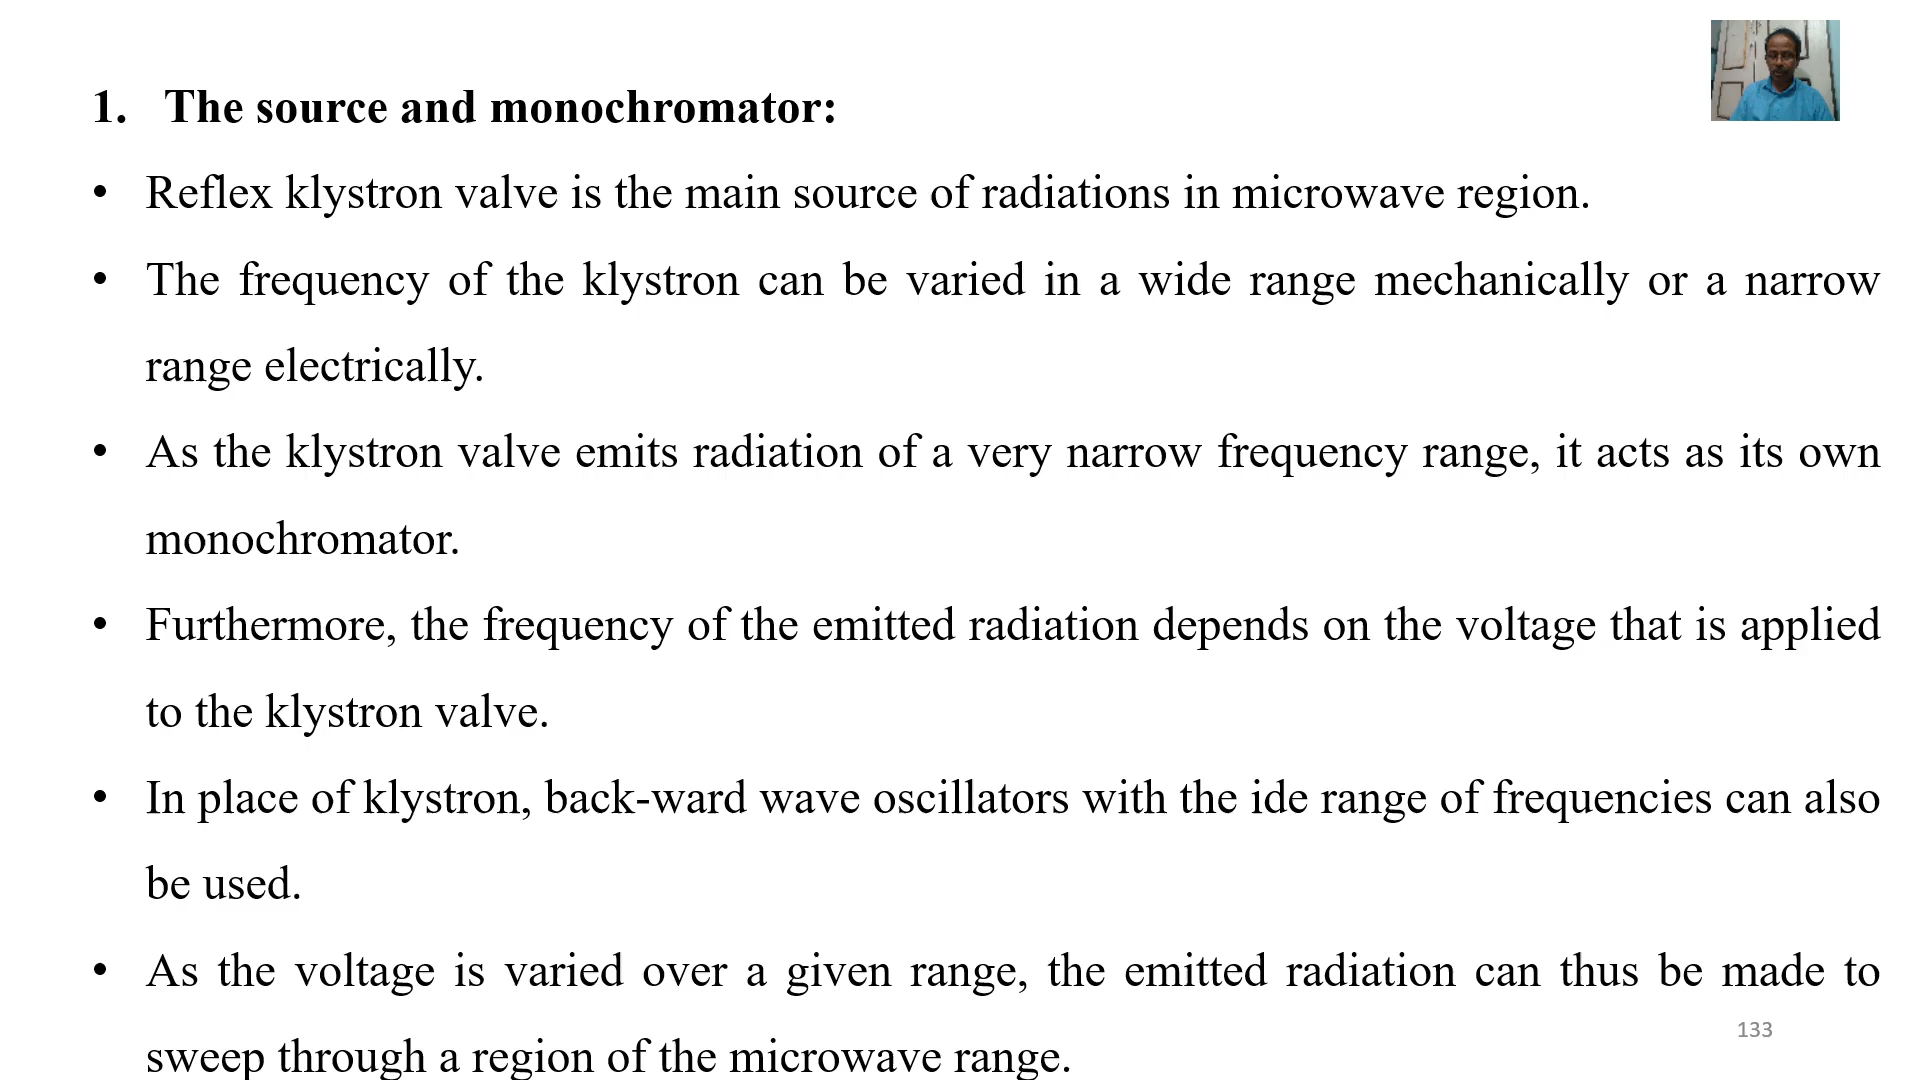 1. The source and monochromator:
• Reflex klystron valve is the main source of radiations in microwave region.
• The frequency of the klystron can be varied in a wide range mechanically or a narrow
range electrically.
• As the klystron valve emits radiation of a very narrow frequency range, it acts as its own
monochromator.
• Furthermore, the frequency of the emitted radiation depends on the voltage that is applied
to the klystron valve.
• In place of klystron, back-ward wave oscillators with the ide range of frequencies can also
be used.
• As the voltage is varied over a given range, the emitted radiation can thus be made to
sweep through a region of the microwave range.
133